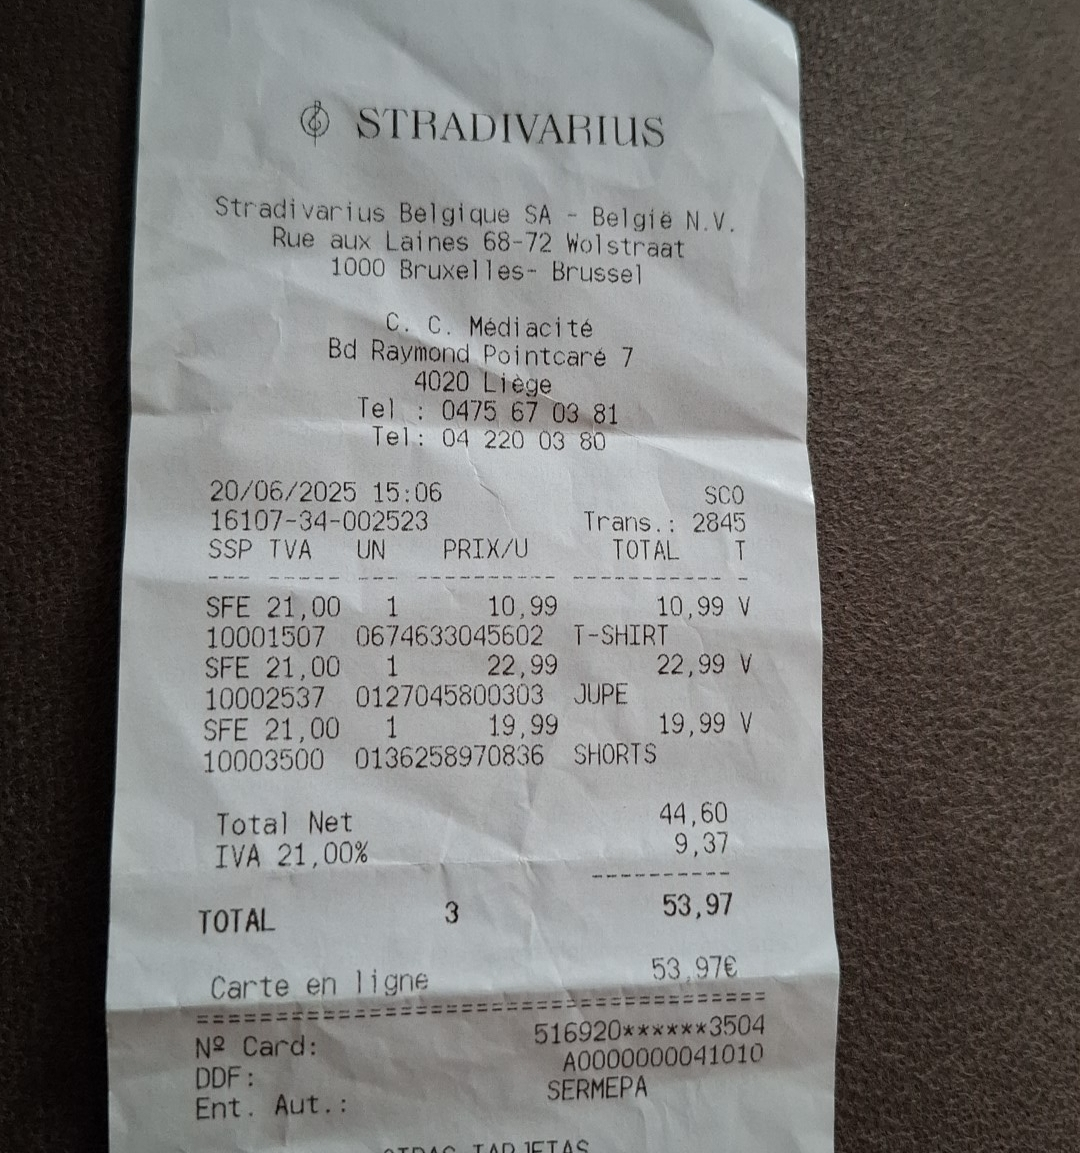 STRADIVARIUS
Stradivarius Belgique SA - België N.V.
Rue aux Laines 68-72 Wolstraat
1000 Bruxelles- Brussel
C. C. Médiacité
Bd Raymond Pointcaré 7
4020 Liège
Tel : 0475 67 03 81
Tel: 04 220 03 80
20/06/2025 15:06 SCO
16107-34-002523 Trans.: 2845
SSP TVA UN PRIX/U TOTAL T
--- ----- --- ---------- ---------- -
SFE 21,00 1 10,99 10,99 V
10001507 0674633045602 T-SHIRT
SFE 21,00 1 22,99 22,99 V
10002537 0127045800303 JUPE
SFE 21,00 1 19,99 19,99 V
10003500 0136258970836 SHORTS
Total Net 44,60
IVA 21,00% 9,37
----------
TOTAL 3 53,97
Carte en ligne 53,97€
========================================
Nº Card: 516920******3504
DDF: A0000000041010
Ent. Aut.: SERMEPA
OTRAS TARJETAS